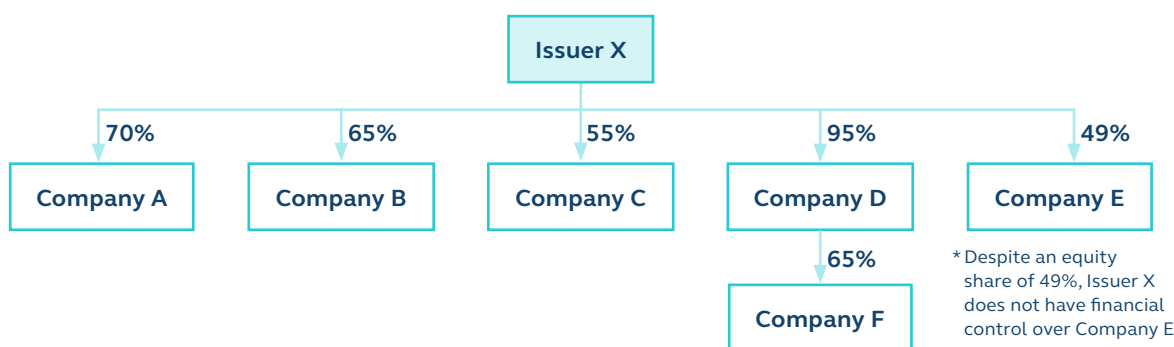 Issuer X
70%
65%
55%
95%
49%
Company A
Company B
Company C
Company D
Company E
65%
Company F
* Despite an equity
share of 49%, Issuer X
does not have financial
control over Company E